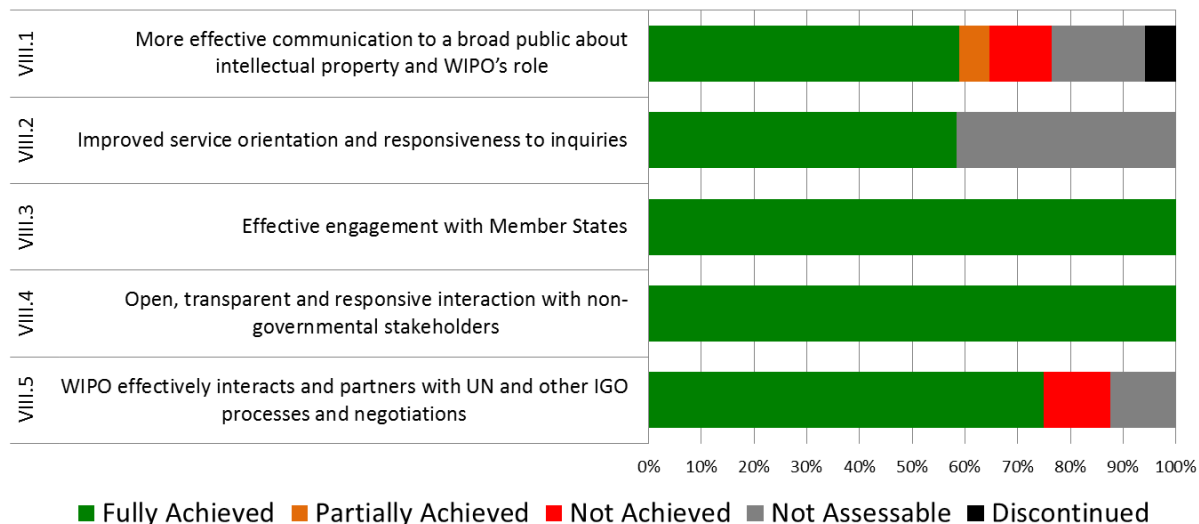 VIII.1
More effective communication to a broad public about
intellectual property and WIPO’s role
VIII.2
Improved service orientation and responsiveness to inquiries
VIII.3
Effective engagement with Member States
VIII.4
Open, transparent and responsive interaction with non-
governmental stakeholders
VIII.5
WIPO effectively interacts and partners with UN and other IGO
processes and negotiations
0% 10% 20% 30% 40% 50% 60% 70% 80% 90% 100%
Fully Achieved Partially Achieved Not Achieved Not Assessable Discontinued